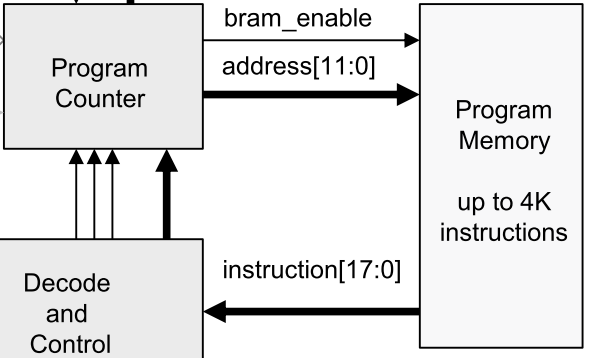 bram_enable
address[11:0]
Program
Counter
Program
Memory
up to 4K
instructions
instruction[17:0]
Decode
and
Control